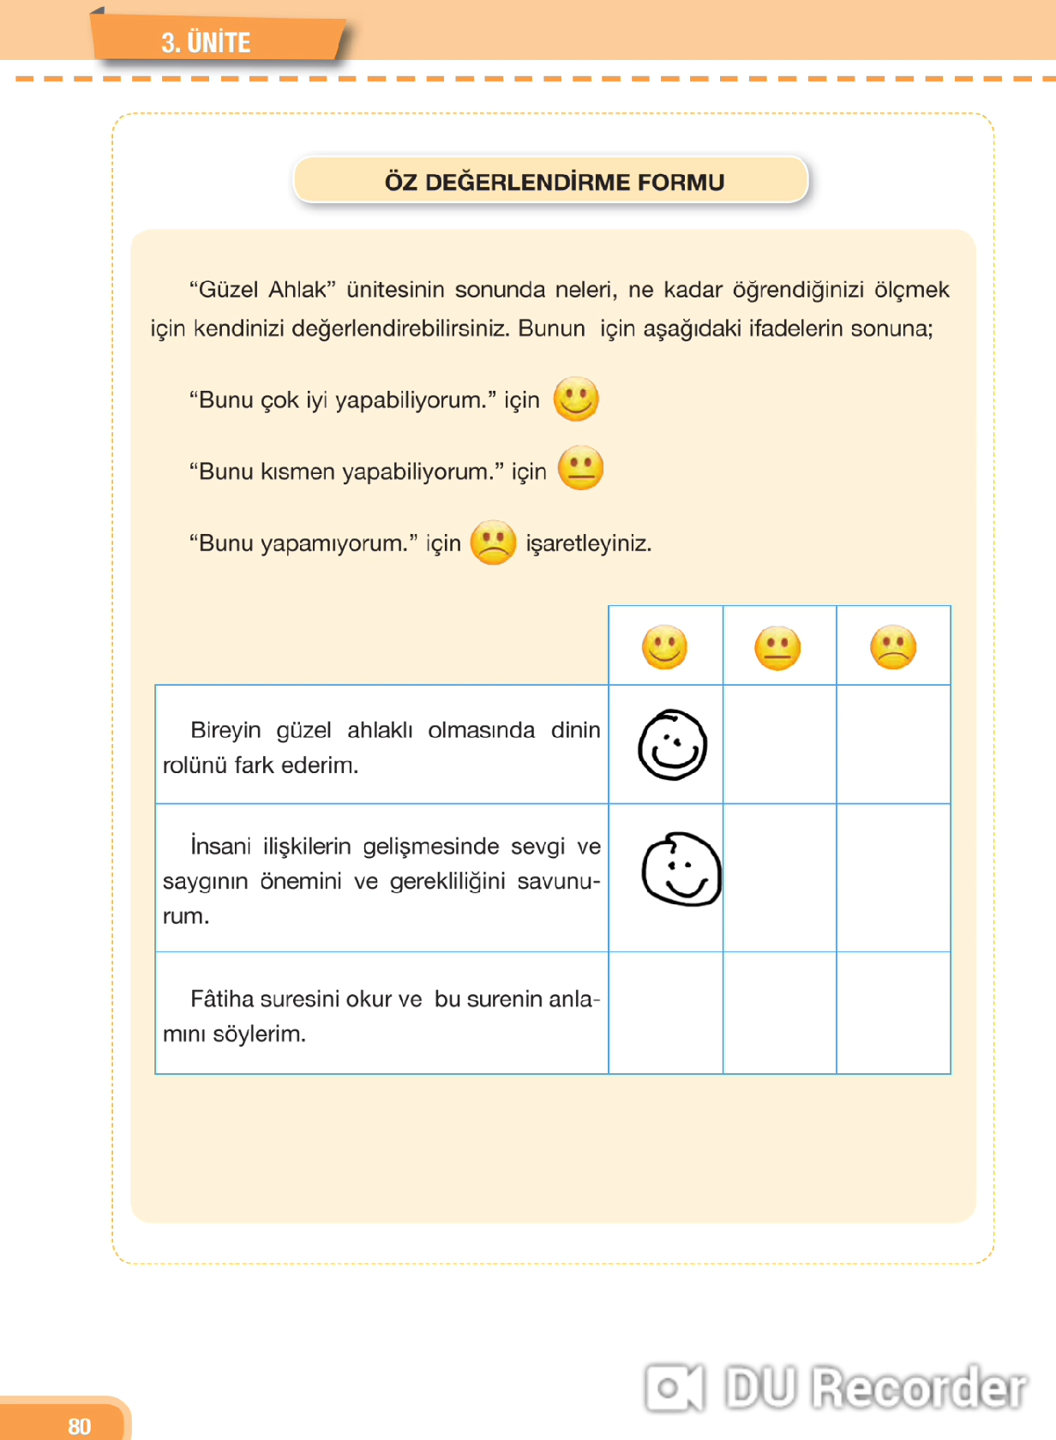 3. ÜNİTE
ÖZ DEĞERLENDİRME FORMU
“Güzel Ahlak” ünitesinin sonunda neleri, ne kadar öğrendiğinizi ölçmek
için kendinizi değerlendirebilirsiniz. Bunun için aşağıdaki ifadelerin sonuna;
“Bunu çok iyi yapabiliyorum.” için
“Bunu kısmen yapabiliyorum.” için
“Bunu yapamıyorum.” için işaretleyiniz.
Bireyin güzel ahlaklı olmasında dinin
rolünü fark ederim.
İnsani ilişkilerin gelişmesinde sevgi ve
saygının önemini ve gerekliliğini savunu-
rum.
Fâtiha suresini okur ve bu surenin anla-
mını söylerim.
DU Recorder
80